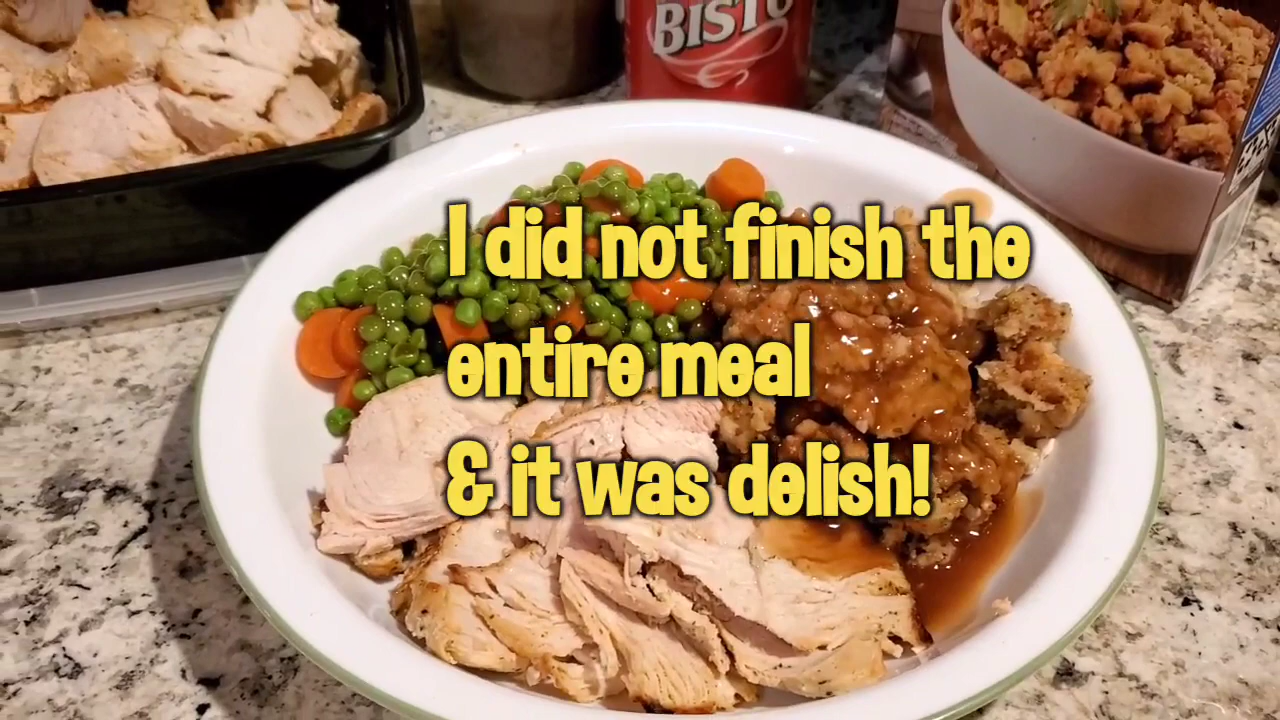 BISTO
I did not finish the
entire meal
& it was delish!